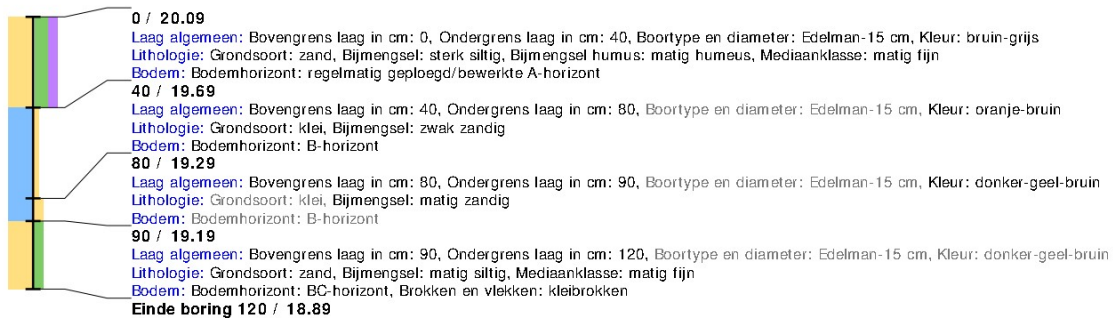 0 / 20.09
Laag algemeen: Bovengrens laag in cm: 0, Ondergrens laag in cm: 40, Boortype en diameter: Edelman-15 cm, Kleur: bruin-grijs
Lithologie: Grondsoort: zand, Bijmengsel: sterk siltig, Bijmengsel humus: matig humeus, Mediaanklasse: matig fijn
Bodem: Bodemhorizont: regelmatig geploegd/bewerkte A-horizont
40 / 19.69
Laag algemeen: Bovengrens laag in cm: 40, Ondergrens laag in cm: 80, Boortype en diameter: Edelman-15 cm, Kleur: oranje-bruin
Lithologie: Grondsoort: klei, Bijmengsel: zwak zandig
Bodem: Bodemhorizont: B-horizont
80 / 19.29
Laag algemeen: Bovengrens laag in cm: 80, Ondergrens laag in cm: 90, Boortype en diameter: Edelman-15 cm, Kleur: donker-geel-bruin
Lithologie: Grondsoort: klei, Bijmengsel: matig zandig
Bodem: Bodemhorizont: B-horizont
90 / 19.19
Laag algemeen: Bovengrens laag in cm: 90, Ondergrens laag in cm: 120, Boortype en diameter: Edelman-15 cm, Kleur: donker-geel-bruin
Lithologie: Grondsoort: zand, Bijmengsel: matig siltig, Mediaanklasse: matig fijn
Bodem: Bodemhorizont: BC-horizont, Brokken en vlekken: kleibrokken
Einde boring 120 / 18.89